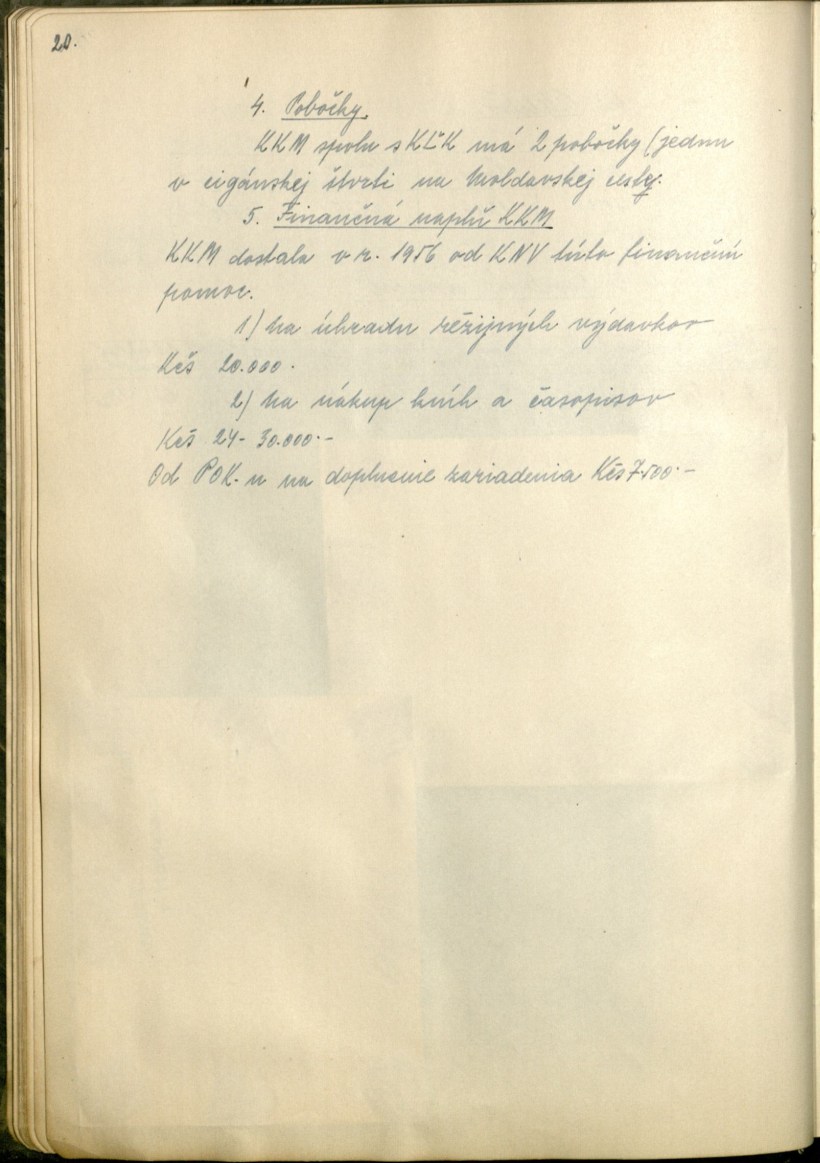 20.
4. Pobočky.
KKM spolu s KĽK má 2 pobočky (jednu
v cigánskej štvrti na Moldavskej ceste.
5. Finančná náplň KKM
KKM dostala v r. 1956 od KNV túto finančnú
pomoc.
1) Na úhradu réžijných výdavkov
Kčs 20.000.
2) Na nákup kníh a časopisov
Kčs 24-30.000.-
Od POK-u na doplnenie zariadenia Kčs 7.500.-